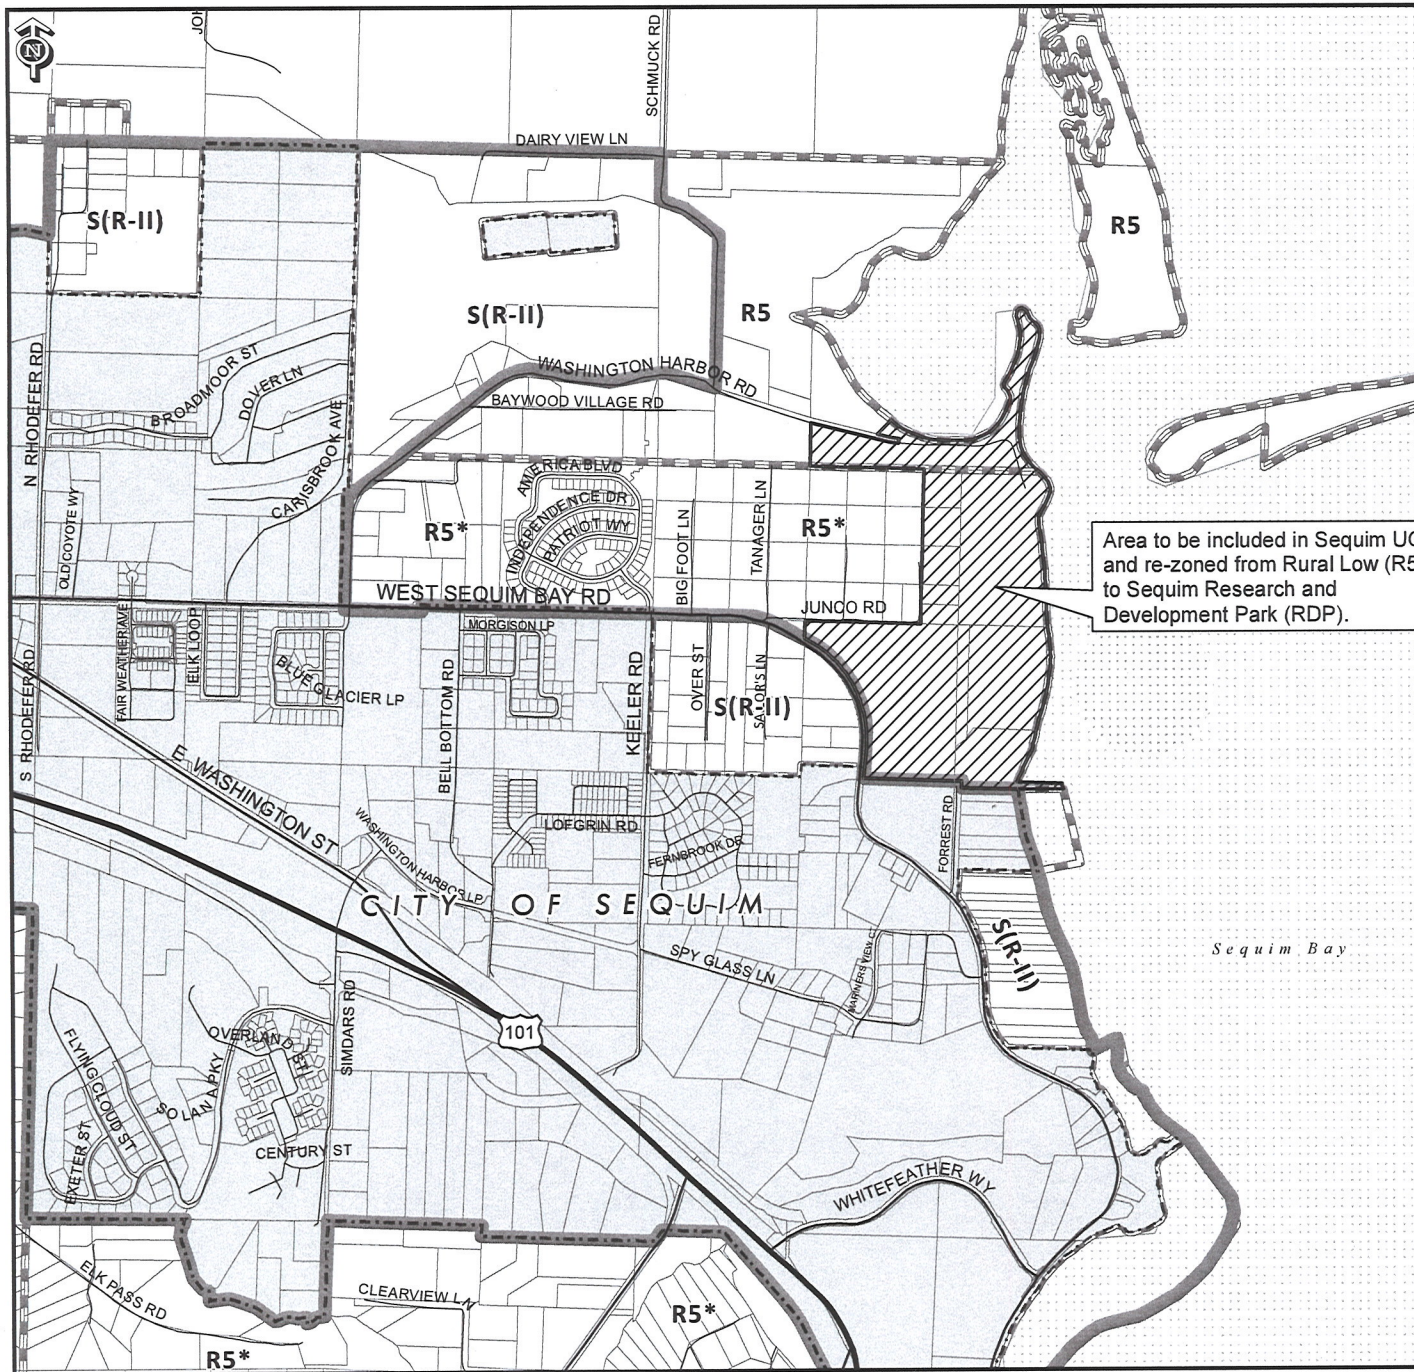 N
JOH
SCHMUCK RD
DAIRY VIEW LN
S(R-II)
R5
S(R-II)
R5
N RHODEFER RD
BROADMOOR ST
DOVER LN
CARISBROOK AVE
WASHINGTON HARBOR RD
BAYWOOD VILLAGE RD
OLD COYOTE WY
AMERICA BLVD
INDEPENDENCE DR
PATRIOT WY
R5*
BIG FOOT LN
TANAGER LN
R5*
Area to be included in Sequim UG
and re-zoned from Rural Low (R5
to Sequim Research and
Development Park (RDP).
WEST SEQUIM BAY RD
JUNCO RD
FAIR WEATHER AVE
ELK LOOP
BLUE GLACIER LP
MORGISON LP
BELL BOTTOM RD
KEELER RD
OVER ST
SAILOR'S LN
S(R-II)
S RHODEFER RD
E WASHINGTON ST
WASHINGTON HARBOR LP
LOFGRIN RD
FERNBROOK DR
FORREST RD
CITY OF SEQUIM
S(R-II)
Sequim Bay
SPY GLASS LN
MARINERS VIEW CT
101
SIMDARS RD
OVERLAND ST
SOLANA PKY
FLYING CLOUD ST
EXETER ST
CENTURY ST
WHITEFEATHER WY
ELK PASS RD
CLEARVIEW LN
R5*
R5*